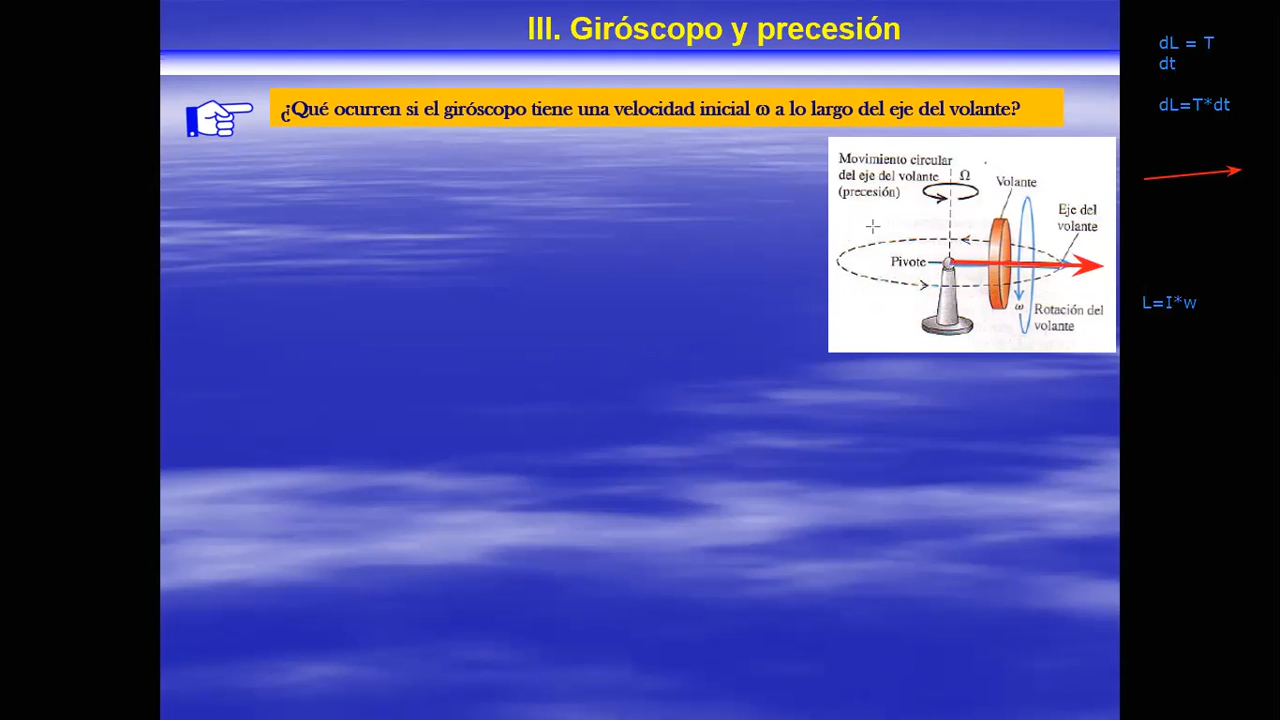 III. Giróscopo y precesión
¿Qué ocurren si el giróscopo tiene una velocidad inicial ω a lo largo del eje del volante?
Movimiento circular
del eje del volante
(precesión)
Ω
Volante
Eje del
volante
Pivote
ω
Rotación del
volante
dL = T
dt
dL=T*dt
L=I*w